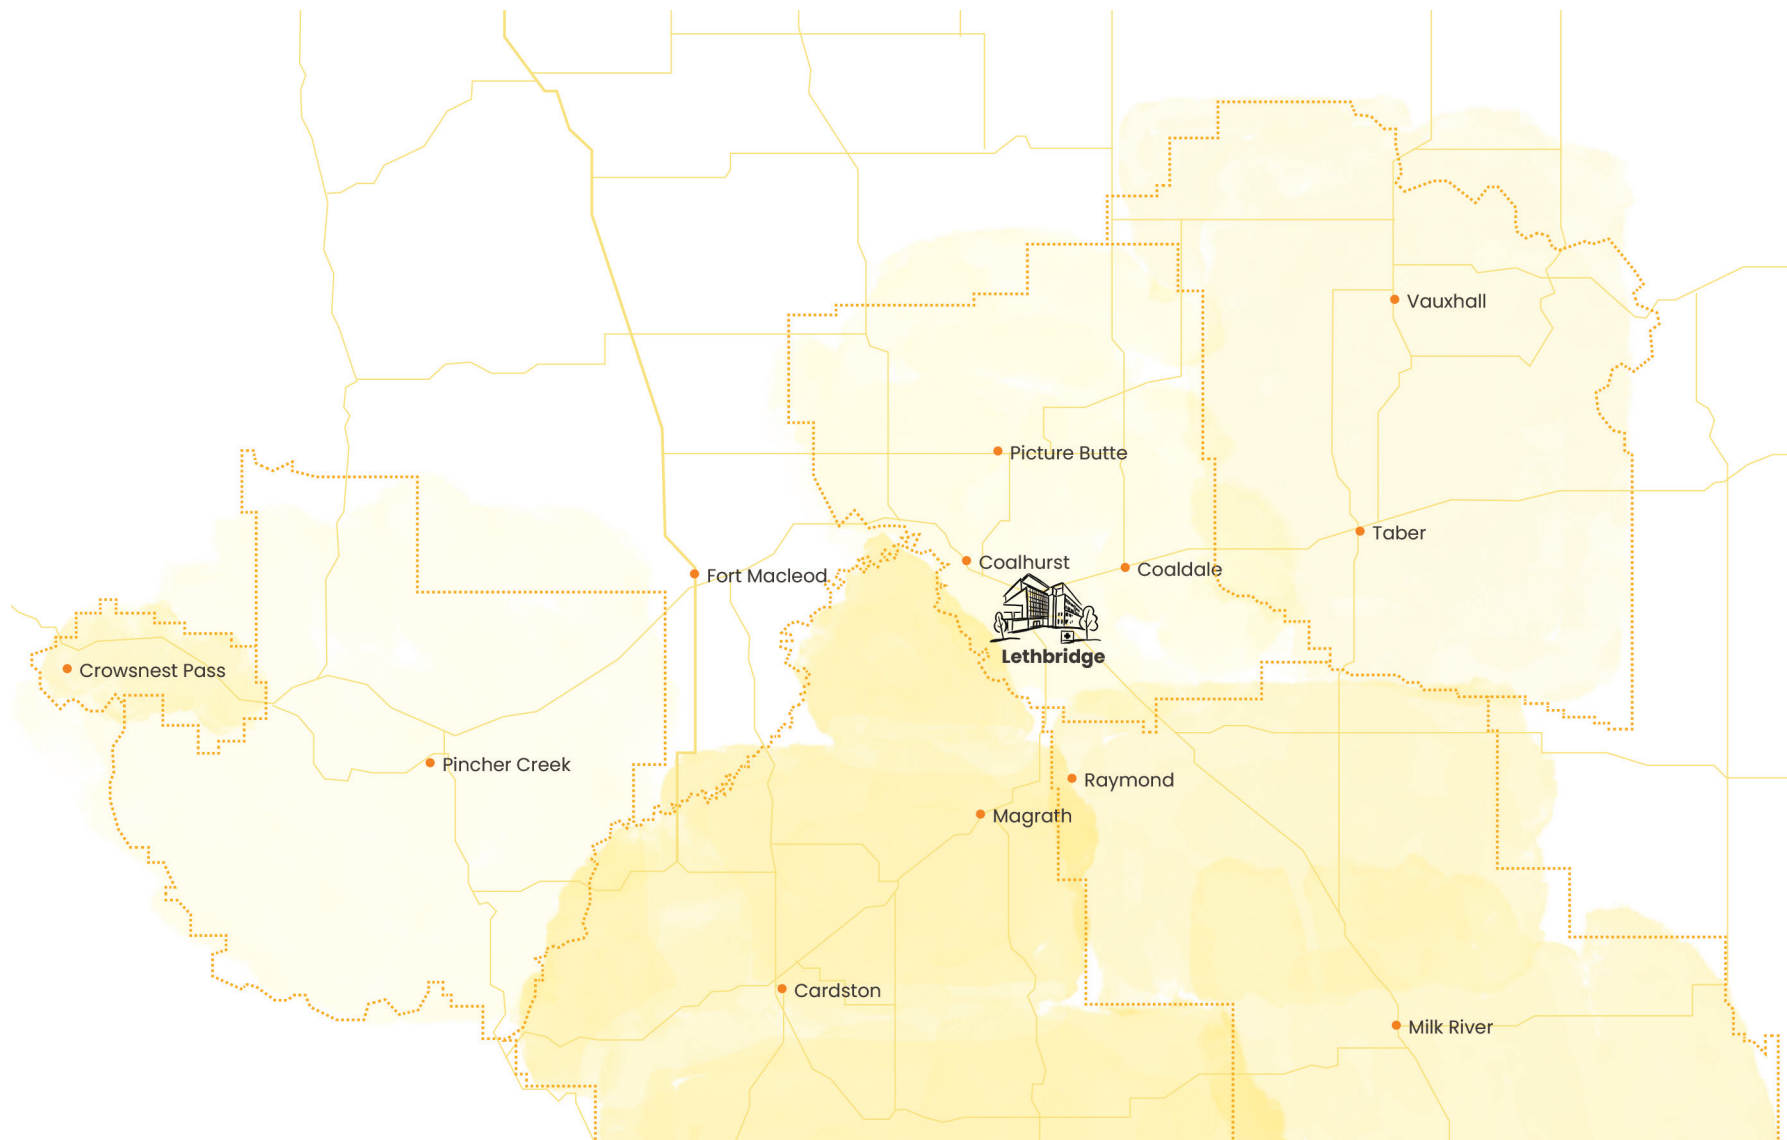 Vauxhall
Picture Butte
Taber
Coalhurst
Coaldale
Fort Macleod
Lethbridge
Crowsnest Pass
Pincher Creek
Raymond
Magrath
Cardston
Milk River